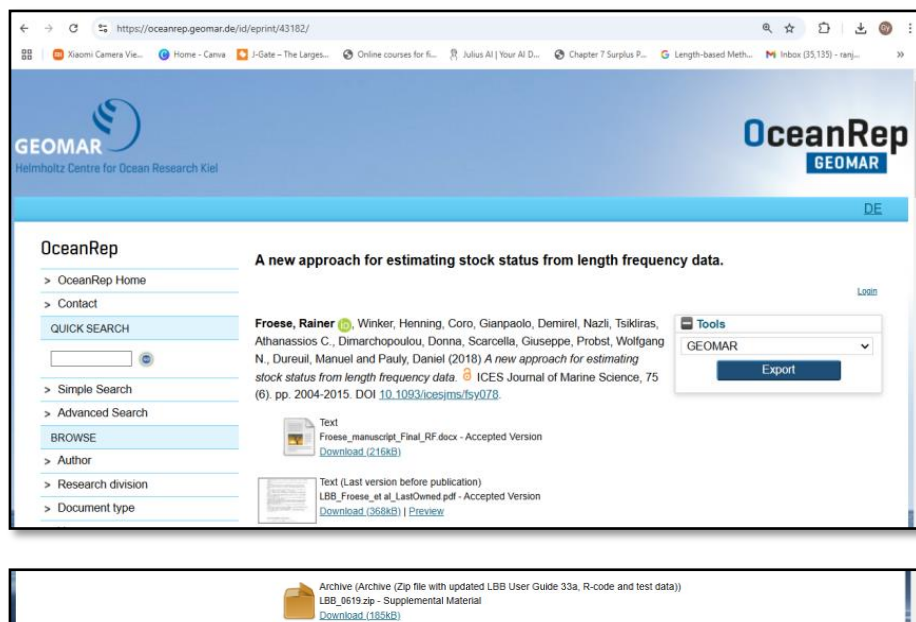 https://oceanrep.geomar.de/id/eprint/43182/
Xiaomi Camera Vie... Home - Canva J-Gate – The Larges... Online courses for fi... Julius AI | Your AI D... Chapter 7 Surplus P... Length-based Meth... Inbox (35,135) - ranj...
GEOMAR
Helmholtz Centre for Ocean Research Kiel
OceanRep
GEOMAR
DE
OceanRep
> OceanRep Home
> Contact
QUICK SEARCH
> Simple Search
> Advanced Search
BROWSE
> Author
> Research division
> Document type
A new approach for estimating stock status from length frequency data.
Login
Froese, Rainer iD, Winker, Henning, Coro, Gianpaolo, Demirel, Nazli, Tsikliras,
Athanassios C., Dimarchopoulou, Donna, Scarcella, Giuseppe, Probst, Wolfgang
N., Dureuil, Manuel and Pauly, Daniel (2018) A new approach for estimating
stock status from length frequency data. ICES Journal of Marine Science, 75
(6). pp. 2004-2015. DOI 10.1093/icesjms/fsy078.
Tools
GEOMAR
Export
Text
Froese_manuscript_Final_RF.docx - Accepted Version
Download (216kB)
Text (Last version before publication)
LBB_Froese_et al_LastOwned.pdf - Accepted Version
Download (368kB) | Preview
Archive (Archive (Zip file with updated LBB User Guide 33a, R-code and test data))
LBB_0619.zip - Supplemental Material
Download (185kB)